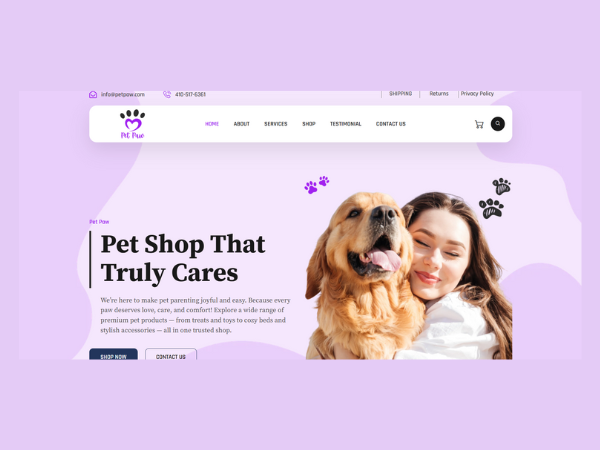 info@petpaw.com 410-517-6361 SHIPPING Returns Privacy Policy
Pet Paw HOME ABOUT SERVICES SHOP TESTIMONIAL CONTACT US
Pet Paw
Pet Shop That
Truly Cares
We're here to make pet parenting joyful and easy. Because every
paw deserves love, care, and comfort! Explore a wide range of
premium pet products — from treats and toys to cozy beds and
stylish accessories — all in one trusted shop.
SHOP NOW CONTACT US